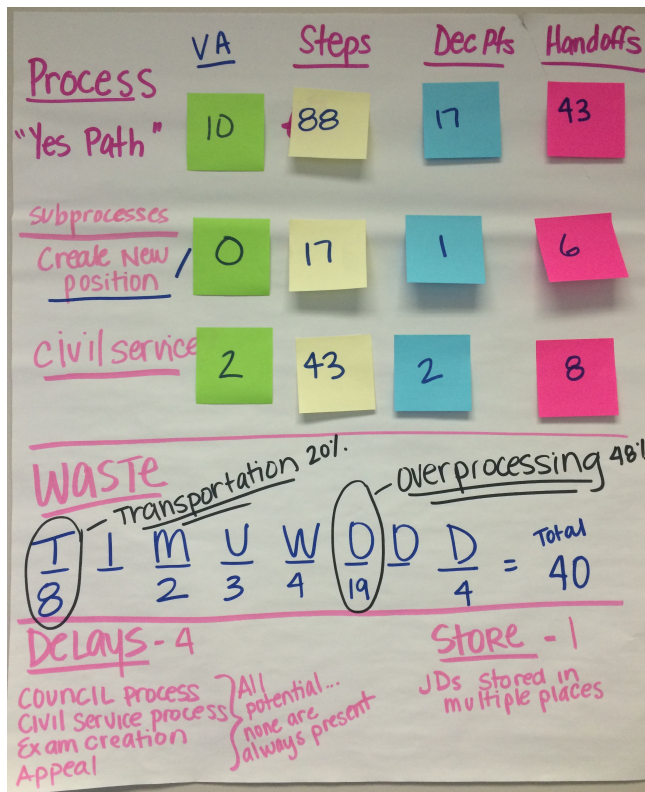 VA Steps Dec Pts Handoffs
Process
"Yes Path" 10 88 17 43
Subprocesses
Create New
position / 0 17 1 6
Civil service 2 43 2 8
WASTE
Transportation 20%.
Overprocessing 48%
T I M U W O O D = Total
8 2 3 4 19 4 40
DELAYS - 4
COUNCIL PROCESS
Civil Service process
Exam creation
Appeal
All
potential...
none are
always present
STORE - 1
JDs stored in
multiple places